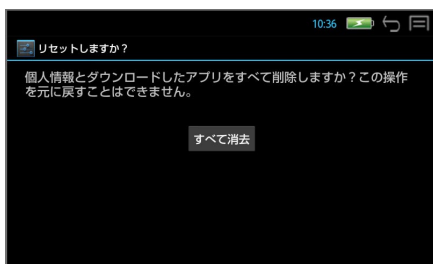 10:36
リセットしますか？
個人情報とダウンロードしたアプリをすべて削除しますか？この操作
を元に戻すことはできません。
すべて消去